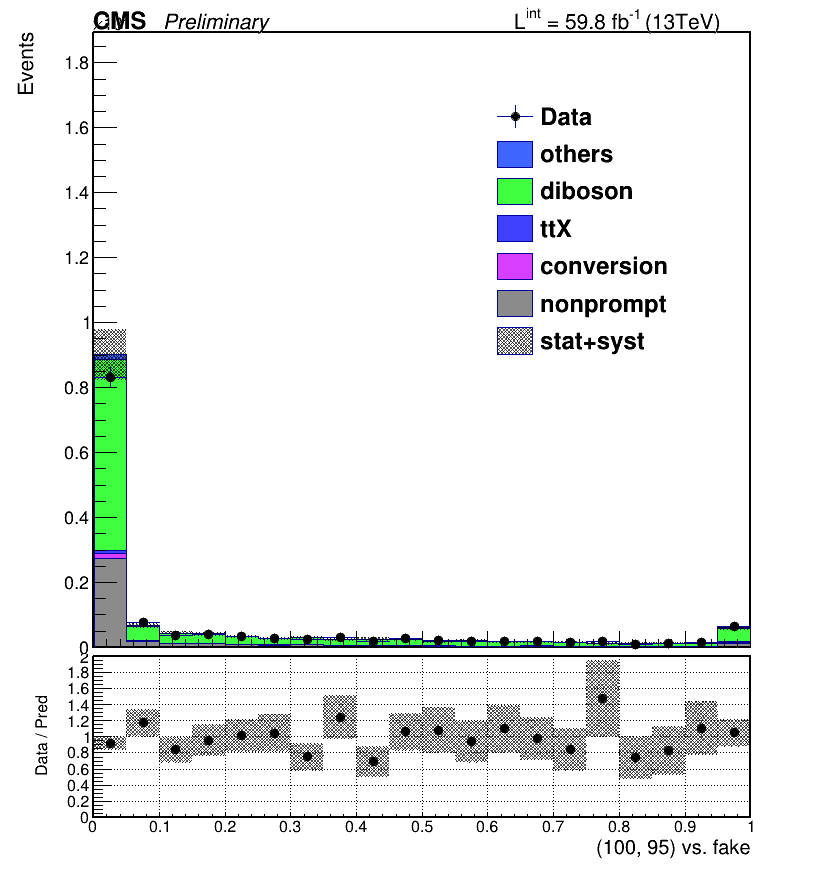 CMS Preliminary L^int = 59.8 fb^-1 (13TeV)
Events
1.8
1.6
1.4
1.2
1
0.8
0.6
0.4
0.2
0
Data
others
diboson
ttX
conversion
nonprompt
stat+syst
Data / Pred
2
1.8
1.6
1.4
1.2
1
0.8
0.6
0.4
0.2
0
0 0.1 0.2 0.3 0.4 0.5 0.6 0.7 0.8 0.9 1
(100, 95) vs. fake